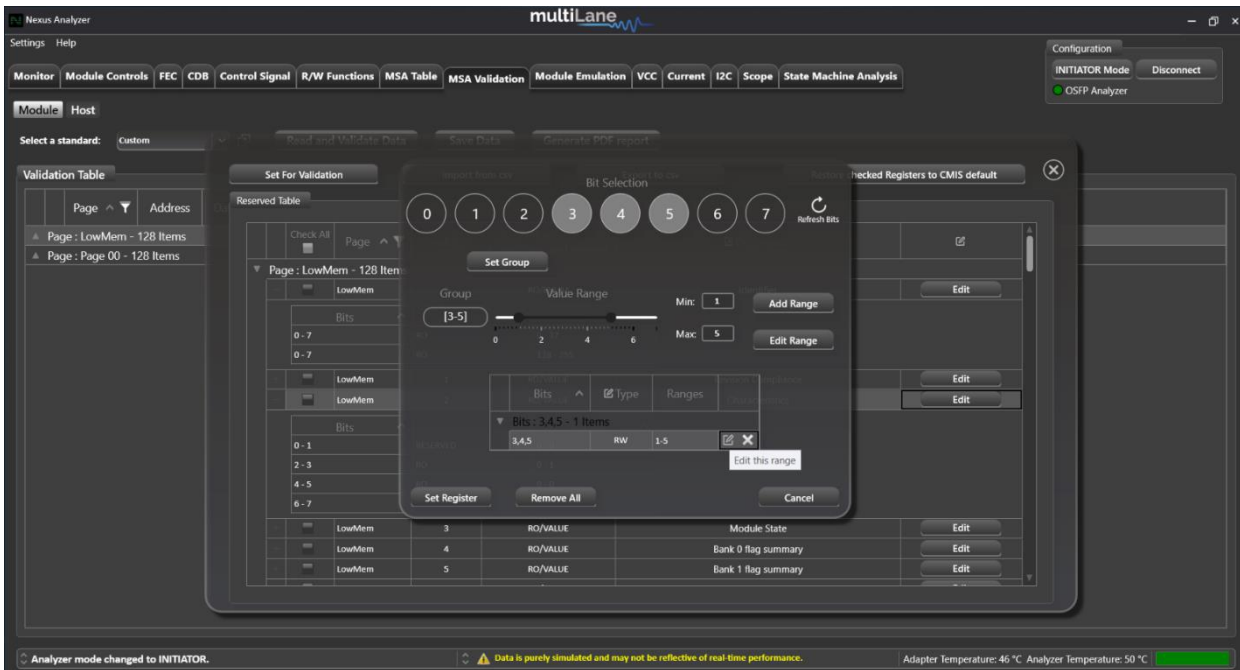 Nexus Analyzer
multiLane
Settings Help
Configuration
Monitor Module Controls FEC CDB Control Signal R/W Functions MSA Table MSA Validation Module Emulation VCC Current I2C Scope State Machine Analysis
INITIATOR Mode Disconnect
OSFP Analyzer
Module Host
Select a standard: Custom Read and Validate Data Save Data Generate PDF report
Validation Table
Page Address
Page : LowMem - 128 Items
Page : Page 00 - 128 Items
Set For Validation checked Registers to CMIS default
Reserved Table
Bit Selection
0 1 2 3 4 5 6 7 Refresh Bits
Check All Page
Set Group
Page : LowMem - 128 Item
LowMem Edit
Group Value Range Min: 1 Add Range
[3-5]
0 2 4 6 Max: 5 Edit Range
Bits
0 - 7
0 - 7
LowMem Edit
LowMem Edit
Bits Type Ranges
Bits : 3,4,5 - 1 Items
3,4,5 RW 1-5
Edit this range
Bits
0 - 1
2 - 3
4 - 5
6 - 7
Set Register Remove All Cancel
LowMem 3 RO/VALUE Module State Edit
LowMem 4 RO/VALUE Bank 0 flag summary Edit
LowMem 5 RO/VALUE Bank 1 flag summary Edit
Analyzer mode changed to INITIATOR. Data is purely simulated and may not be reflective of real-time performance. Adapter Temperature: 46 °C Analyzer Temperature: 50 °C